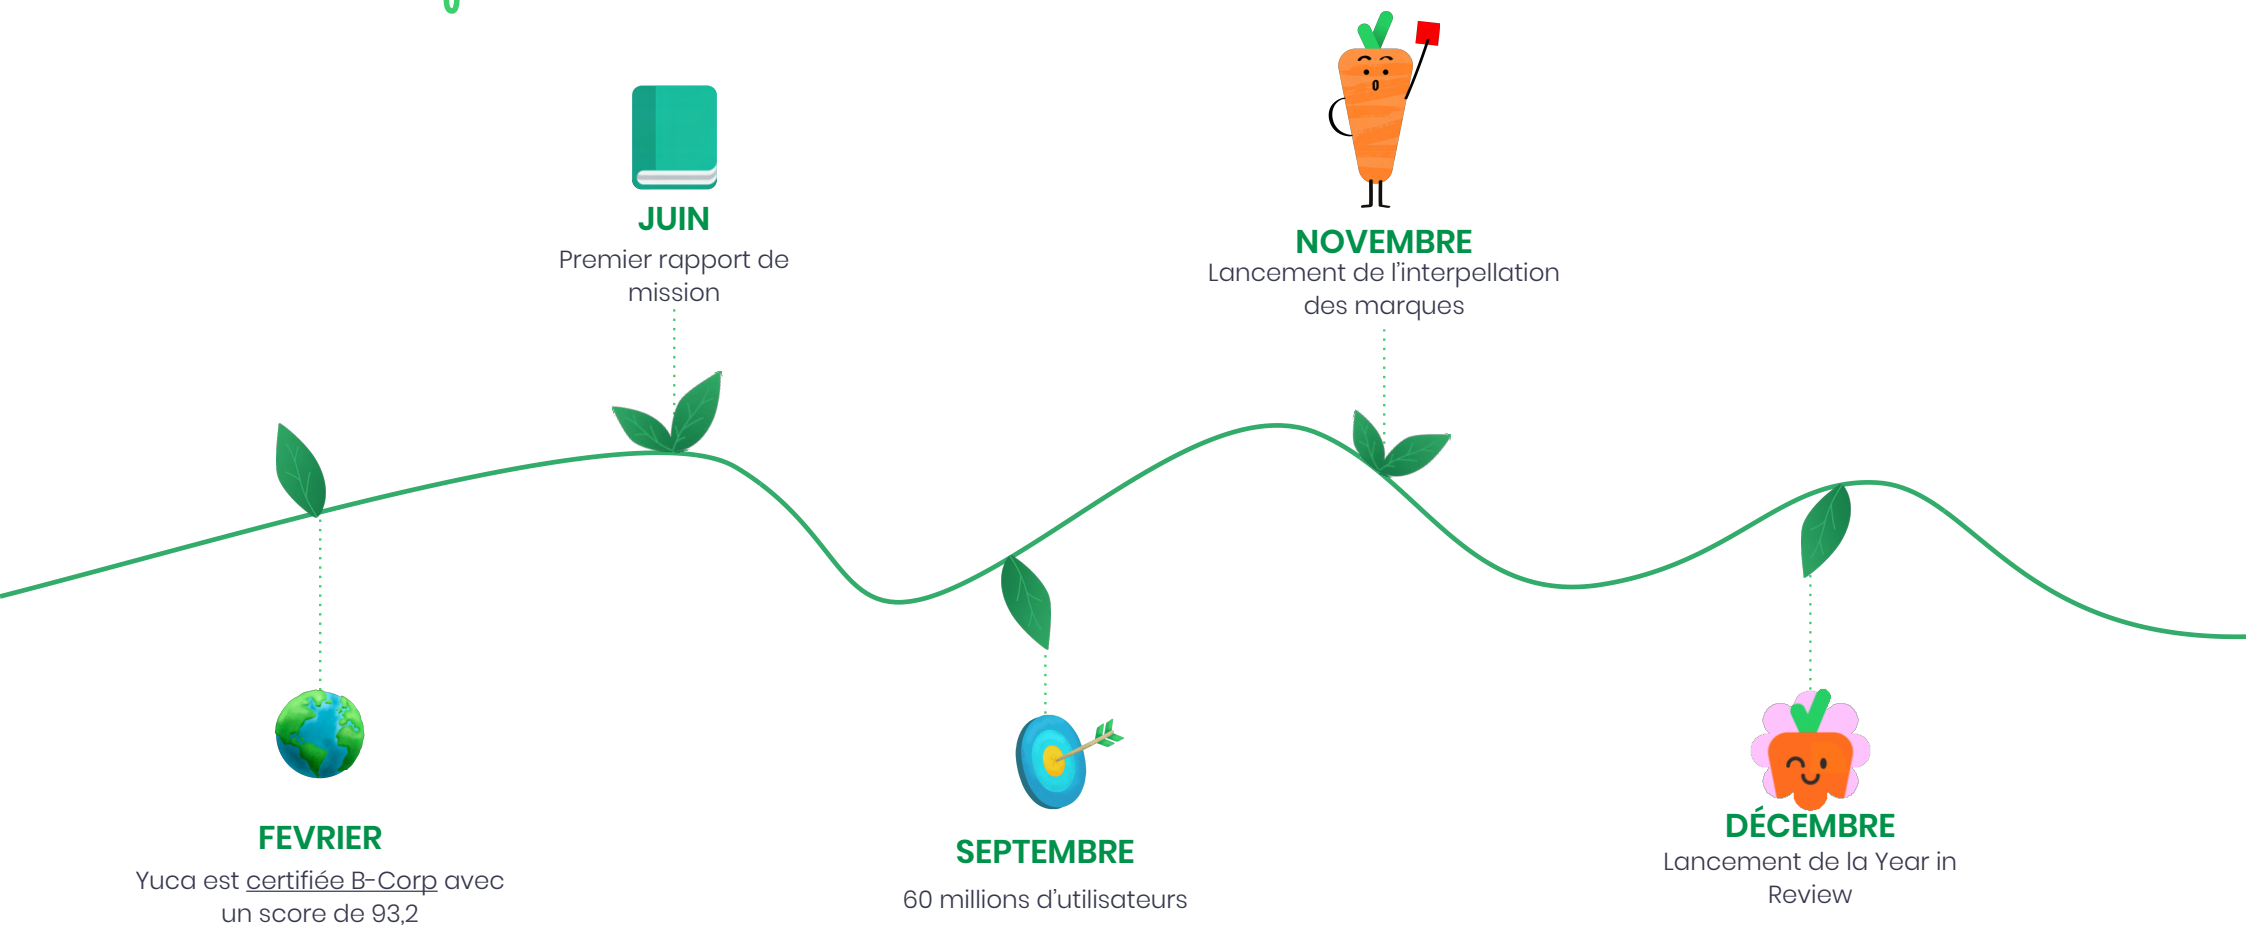 JUIN
Premier rapport de
mission
NOVEMBRE
Lancement de l'interpellation
des marques
FEVRIER
Yuca est certifiée B-Corp avec
un score de 93,2
SEPTEMBRE
60 millions d'utilisateurs
DÉCEMBRE
Lancement de la Year in
Review